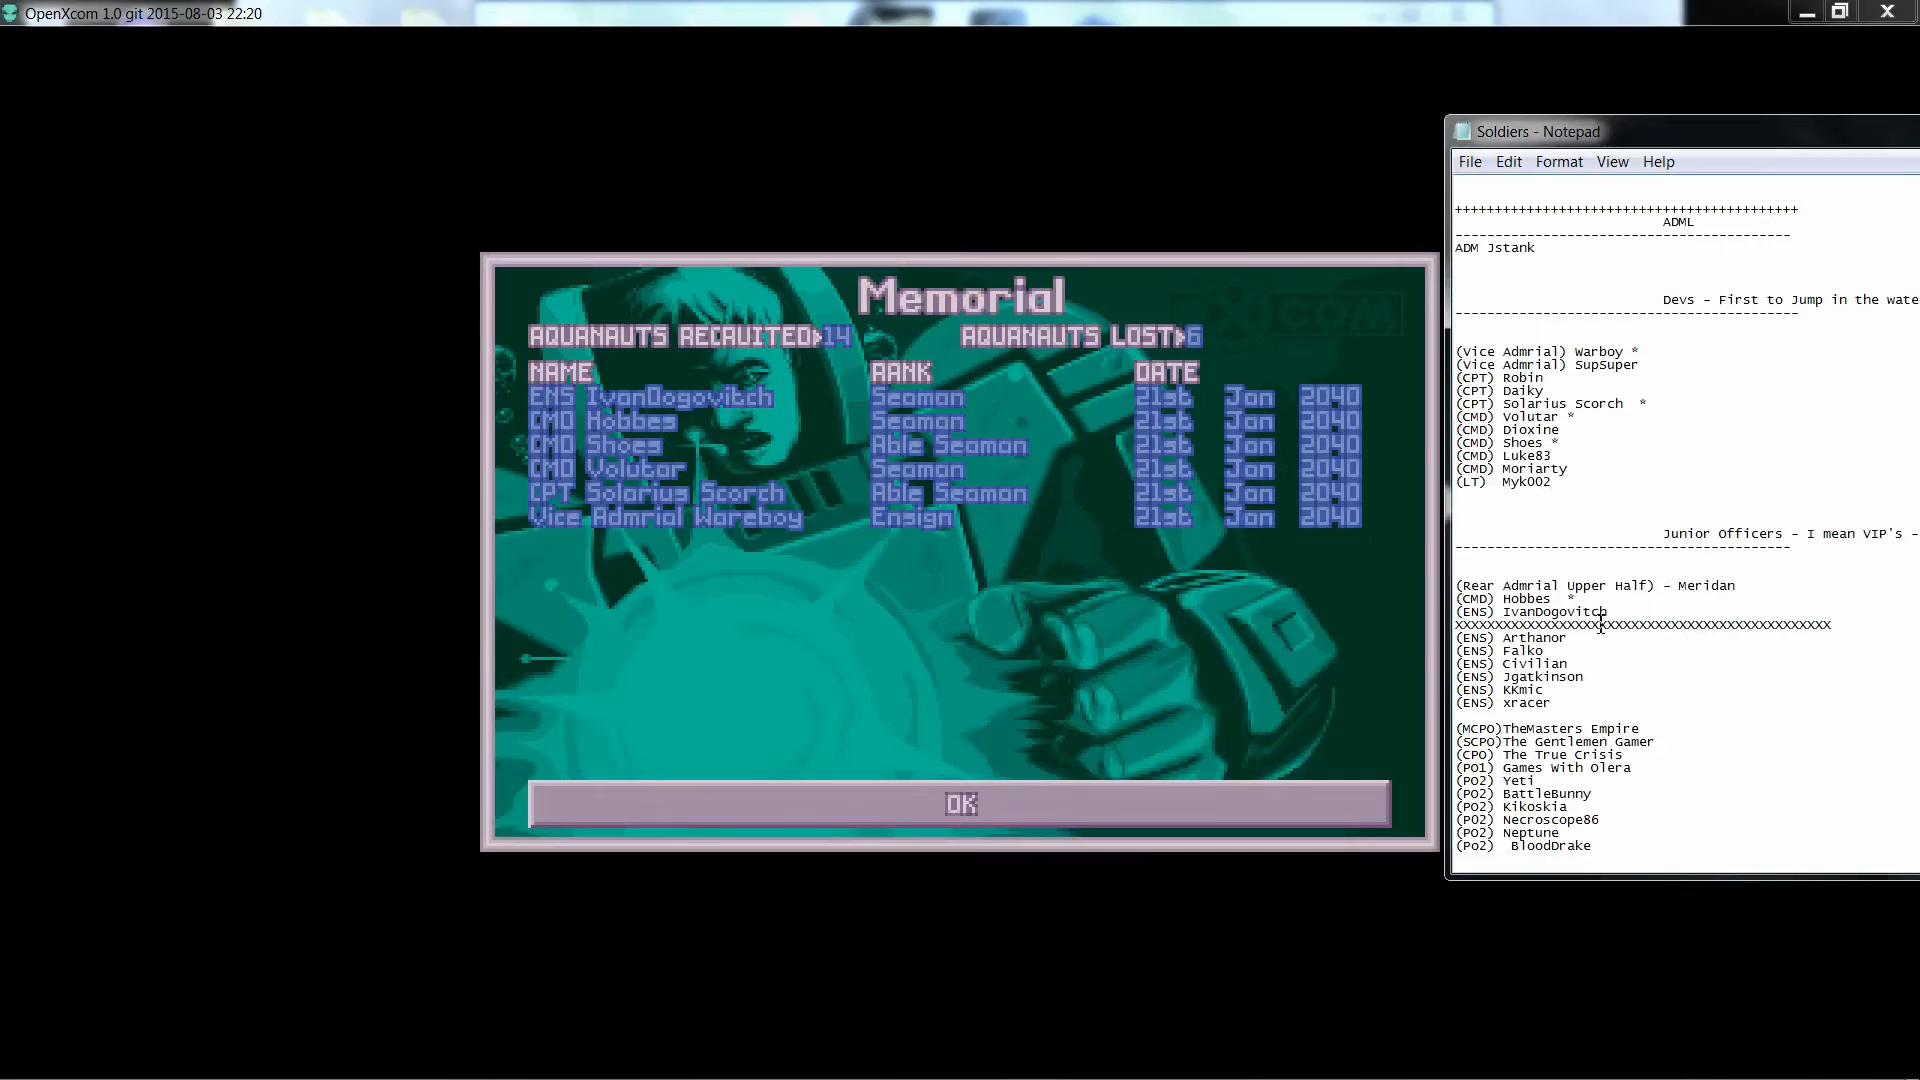 OpenXcom 1.0 git 2015-08-03 22:20
Memorial
AQUANAUTS RECRUITED>14 AQUANAUTS LOST>6
NAME RANK DATE
ENS IvanDogovitch Seaman 21st Jan 2040
CMD Hobbes Seaman 21st Jan 2040
CMD Shoes Able Seaman 21st Jan 2040
CMD Volutar Seaman 21st Jan 2040
CPT Solarius Scorch Able Seaman 21st Jan 2040
Vice Admrial Wareboy Ensign 21st Jan 2040
OK
Soldiers - Notepad
File Edit Format View Help
+++++++++++++++++++++++++++++++++++++++++++
ADML
------------------------------------------
ADM Jstank
Devs - First to Jump in the wate
-------------------------------------------
(Vice Admrial) Warboy *
(Vice Admrial) SupSuper
(CPT) Robin
(CPT) Daiky
(CPT) Solarius Scorch *
(CMD) Volutar *
(CMD) Dioxine
(CMD) Shoes *
(CMD) Luke83
(CMD) Moriarty
(LT) Myk002
Junior Officers - I mean VIP's -
------------------------------------------
(Rear Admrial Upper Half) - Meridan
(CMD) Hobbes *
(ENS) IvanDogovitch
XXXXXXXXXXXXXXXXXXXXXXXXXXXXXXXXXXXXXXXXXXXXXXX
(ENS) Arthanor
(ENS) Falko
(ENS) Civilian
(ENS) Jgatkinson
(ENS) KKmic
(ENS) xracer
(MCPO)TheMasters Empire
(SCPO)The Gentlemen Gamer
(CPO) The True Crisis
(PO1) Games With Olera
(PO2) Yeti
(PO2) BattleBunny
(PO2) Kikoskia
(PO2) Necroscope86
(PO2) Neptune
(Po2) BloodDrake